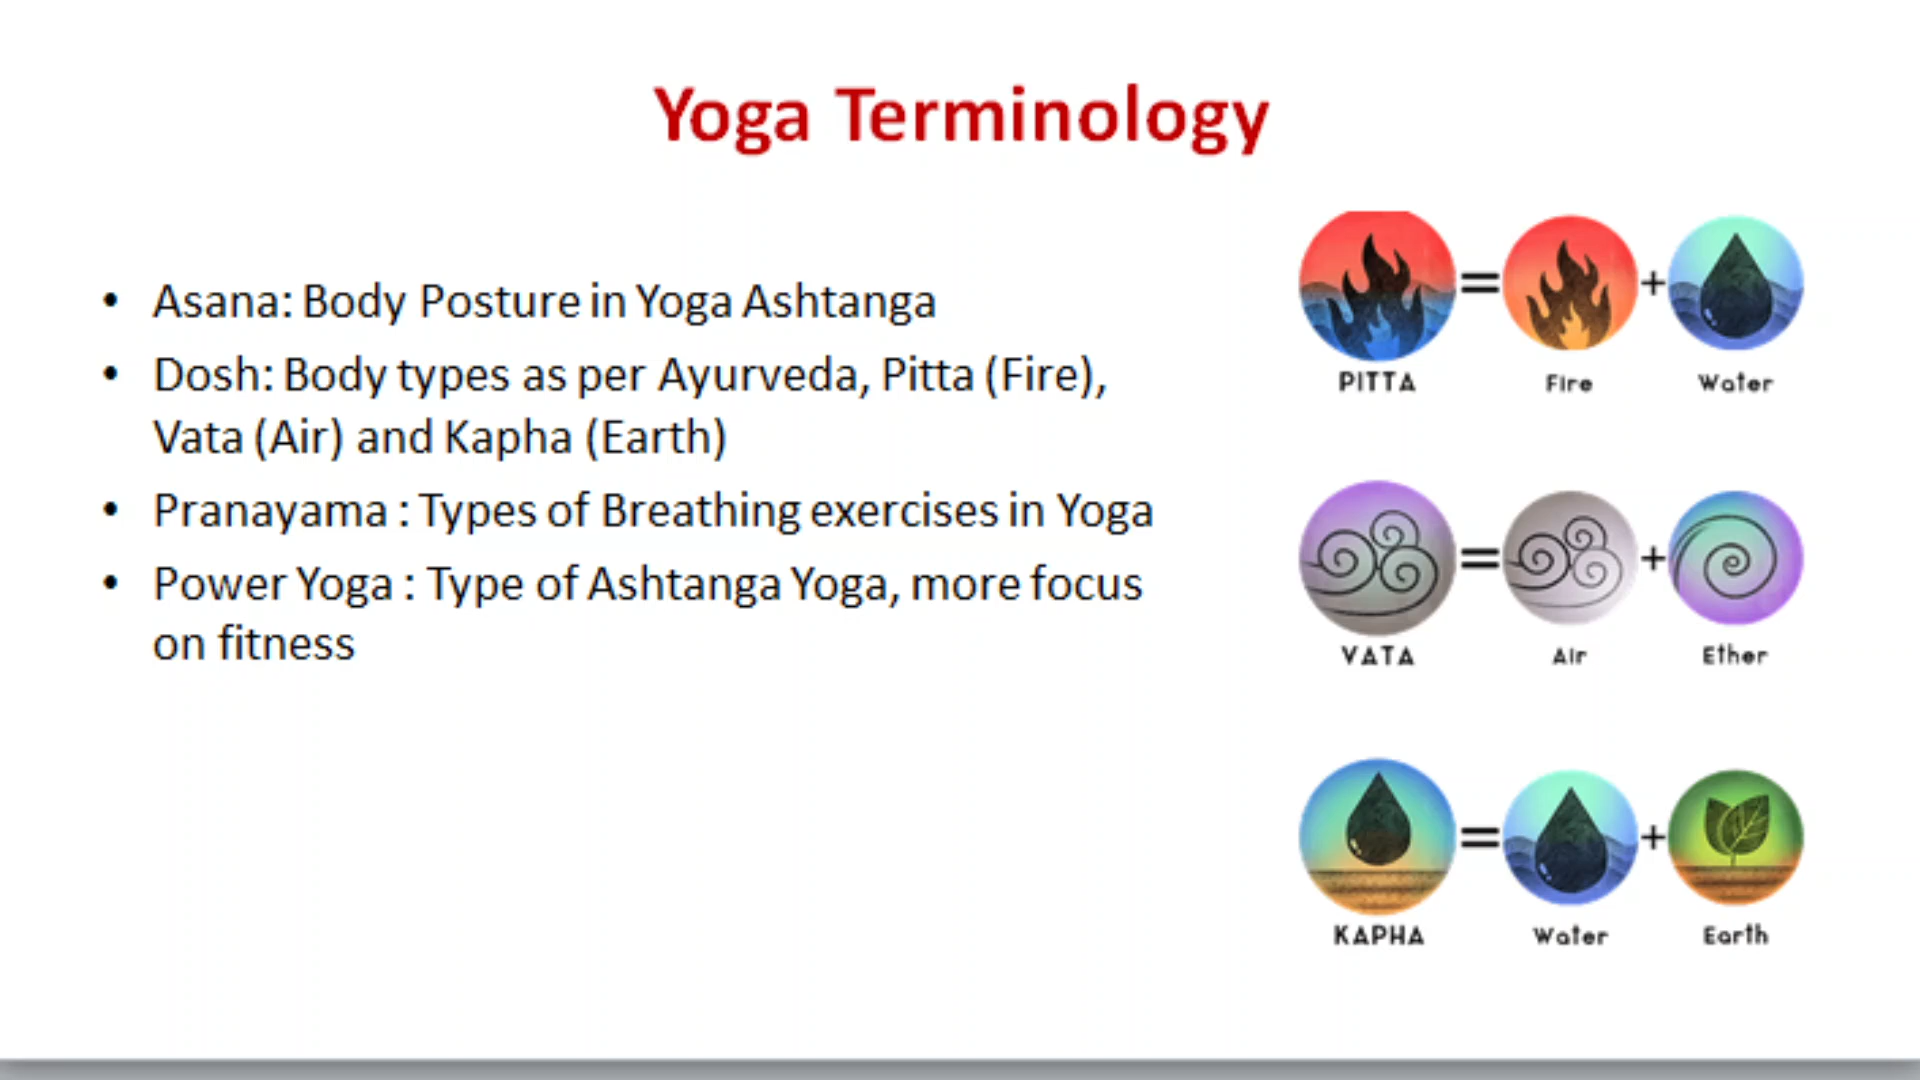 Yoga Terminology
• Asana: Body Posture in Yoga Ashtanga
• Dosh: Body types as per Ayurveda, Pitta (Fire),
Vata (Air) and Kapha (Earth)
• Pranayama : Types of Breathing exercises in Yoga
• Power Yoga : Type of Ashtanga Yoga, more focus
on fitness
= +
PITTA Fire Water
= +
VATA Air Ether
= +
KAPHA Water Earth